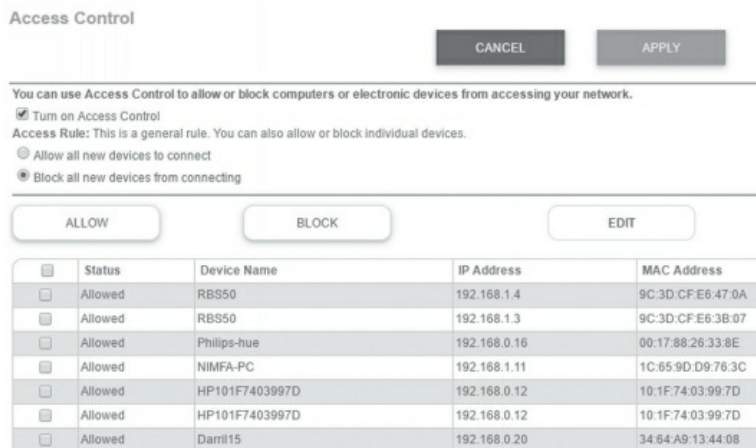 Access Control
CANCEL APPLY
You can use Access Control to allow or block computers or electronic devices from accessing your network.
Turn on Access Control
Access Rule: This is a general rule. You can also allow or block individual devices.
Allow all new devices to connect
Block all new devices from connecting
ALLOW BLOCK EDIT
Status Device Name IP Address MAC Address
Allowed RBS50 192.168.1.4 9C:3D:CF:E6:47:0A
Allowed RBS50 192.168.1.3 9C:3D:CF:E6:3B:07
Allowed Philips-hue 192.168.0.16 00:17:88:26:33:8E
Allowed NIMFA-PC 192.168.1.11 1C:65:9D:D9:76:3C
Allowed HP101F7403997D 192.168.0.12 10:1F:74:03:99:7D
Allowed HP101F7403997D 192.168.0.12 10:1F:74:03:99:7D
Allowed Darril15 192.168.0.20 34:64:A9:13:44:08